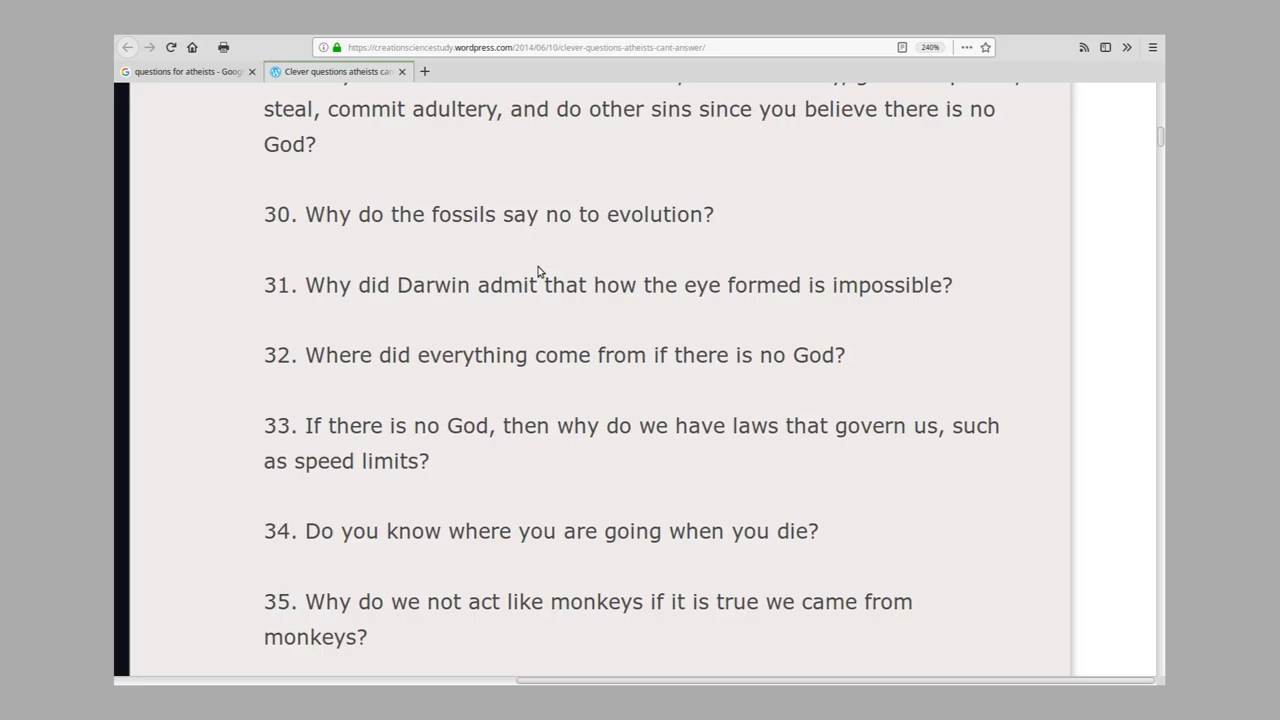 https://creationsciencestudy.wordpress.com/2014/06/10/clever-questions-atheists-cant-answer/
240%
questions for atheists - Goog
Clever questions atheists can
steal, commit adultery, and do other sins since you believe there is no
God?
30. Why do the fossils say no to evolution?
31. Why did Darwin admit that how the eye formed is impossible?
32. Where did everything come from if there is no God?
33. If there is no God, then why do we have laws that govern us, such
as speed limits?
34. Do you know where you are going when you die?
35. Why do we not act like monkeys if it is true we came from
monkeys?